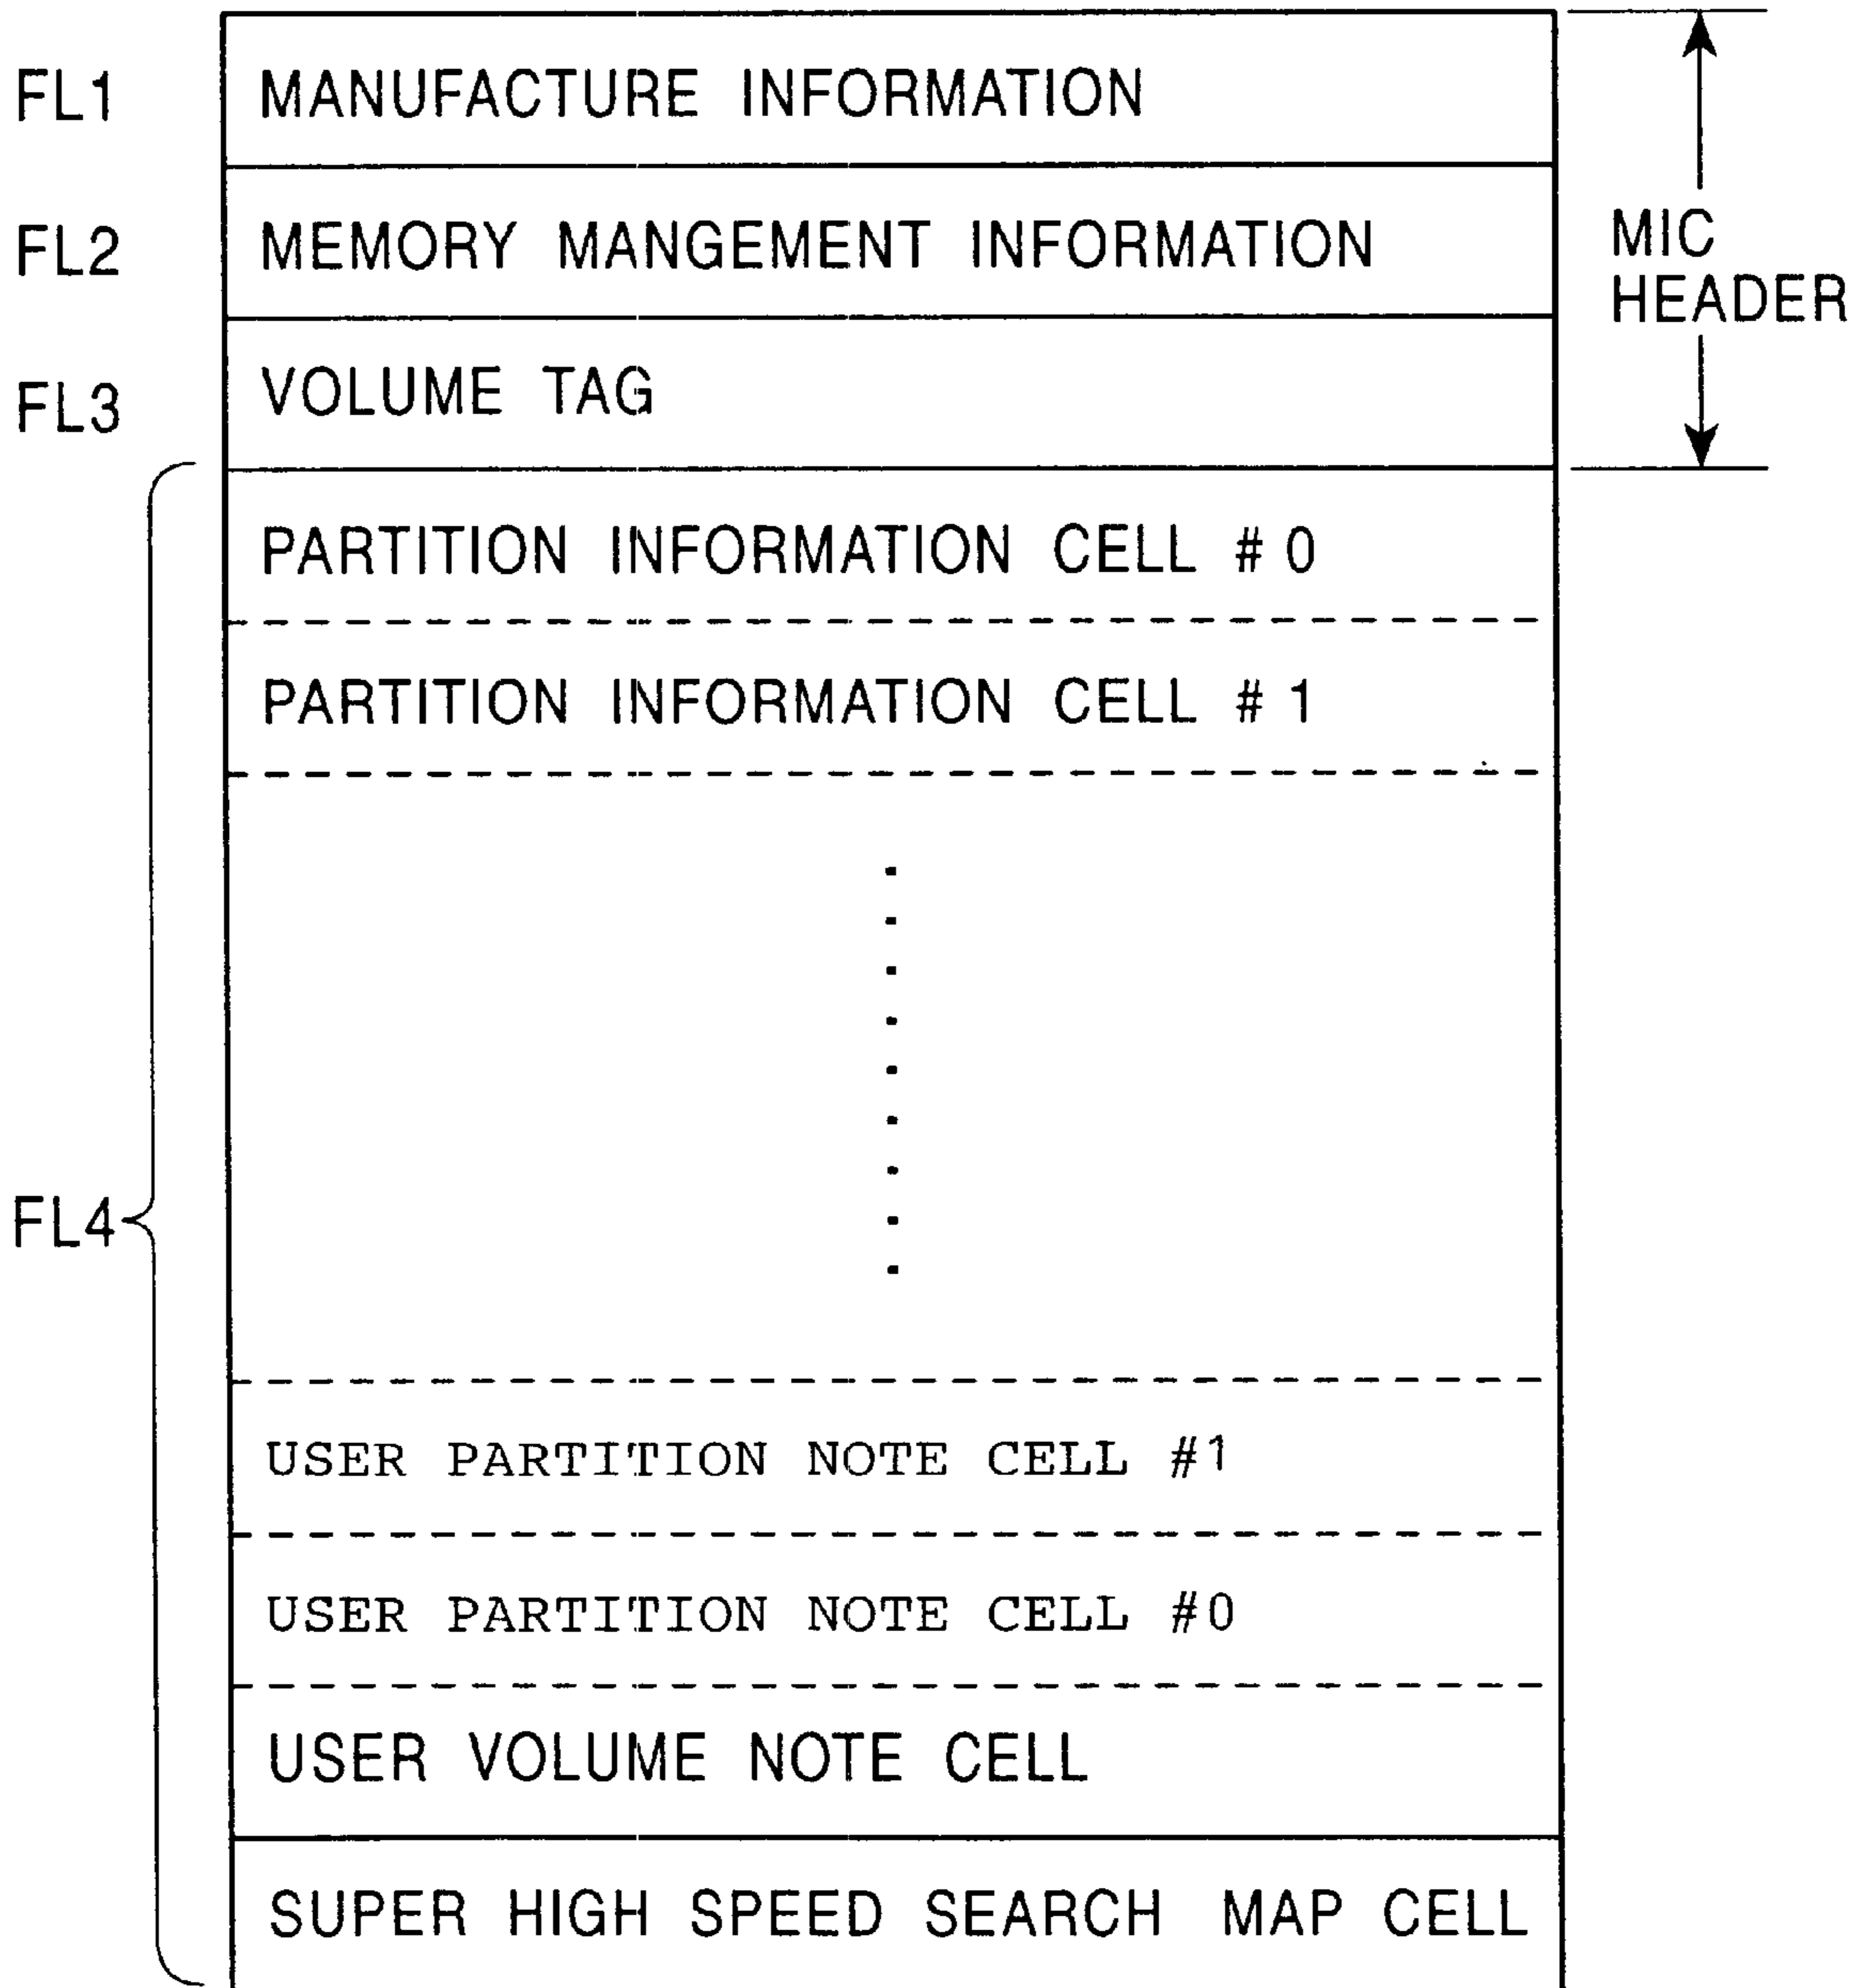 FL1 MANUFACTURE INFORMATION
FL2 MEMORY MANGEMENT INFORMATION
MIC
HEADER
FL3 VOLUME TAG
PARTITION INFORMATION CELL # 0
PARTITION INFORMATION CELL # 1
FL4
USER PARTITION NOTE CELL #1
USER PARTITION NOTE CELL #0
USER VOLUME NOTE CELL
SUPER HIGH SPEED SEARCH MAP CELL